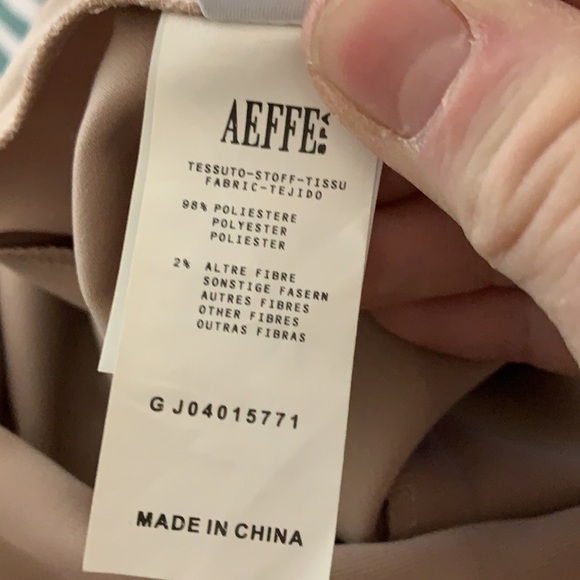 AEFFE SPA
TESSUTO-STOFF-TISSU
FABRIC-TEJIDO
98% POLIESTERE
POLYESTER
POLIESTER
2% ALTRE FIBRE
SONSTIGE FASERN
AUTRES FIBRES
OTHER FIBRES
OUTRAS FIBRAS
G J04015771
MADE IN CHINA